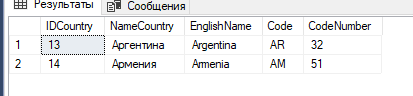 Результаты Сообщения
IDCountry NameCountry EnglishName Code CodeNumber
1 13 Аргентина Argentina AR 32
2 14 Армения Armenia AM 51